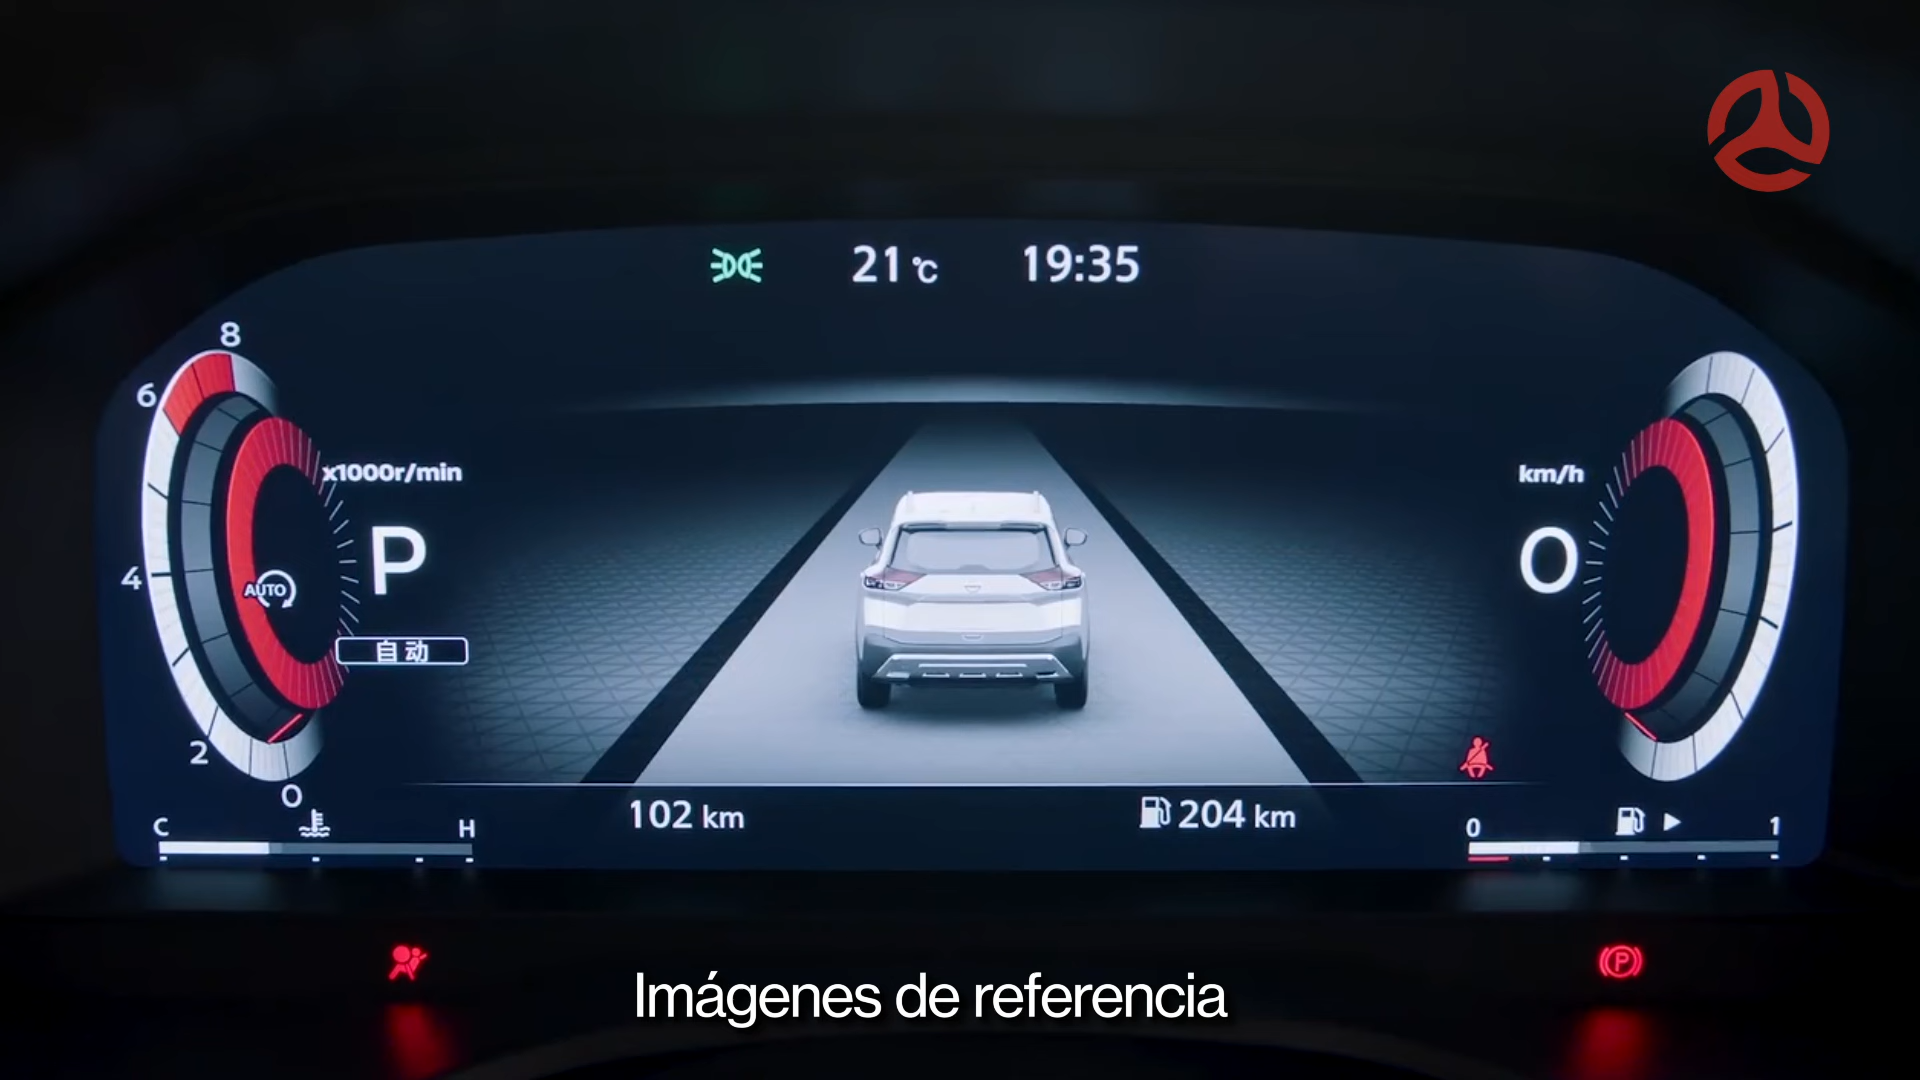 21°C 19:35
8
6
x1000r/min
km/h
P
0
4
AUTO
自动
2
0
102 km
204 km
C H
0 1
P
Imágenes de referencia